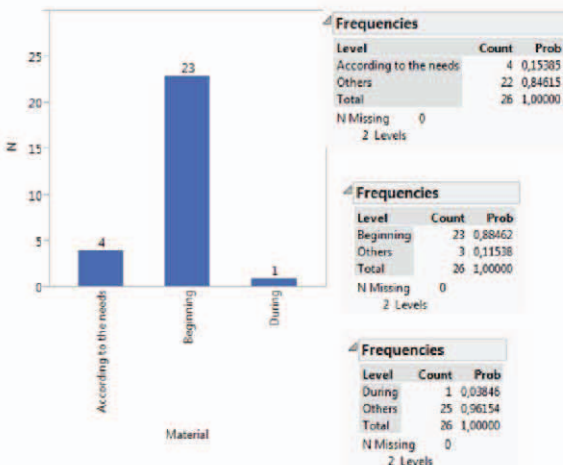 25
20
15
10
5
0
N
4
23
1
According to the needs
Beginning
During
Material
Frequencies
Level Count Prob
According to the needs 4 0,15385
Others 22 0,84615
Total 26 1,00000
N Missing 0
2 Levels
Frequencies
Level Count Prob
Beginning 23 0,88462
Others 3 0,11538
Total 26 1,00000
N Missing 0
2 Levels
Frequencies
Level Count Prob
During 1 0,03846
Others 25 0,96154
Total 26 1,00000
N Missing 0
2 Levels